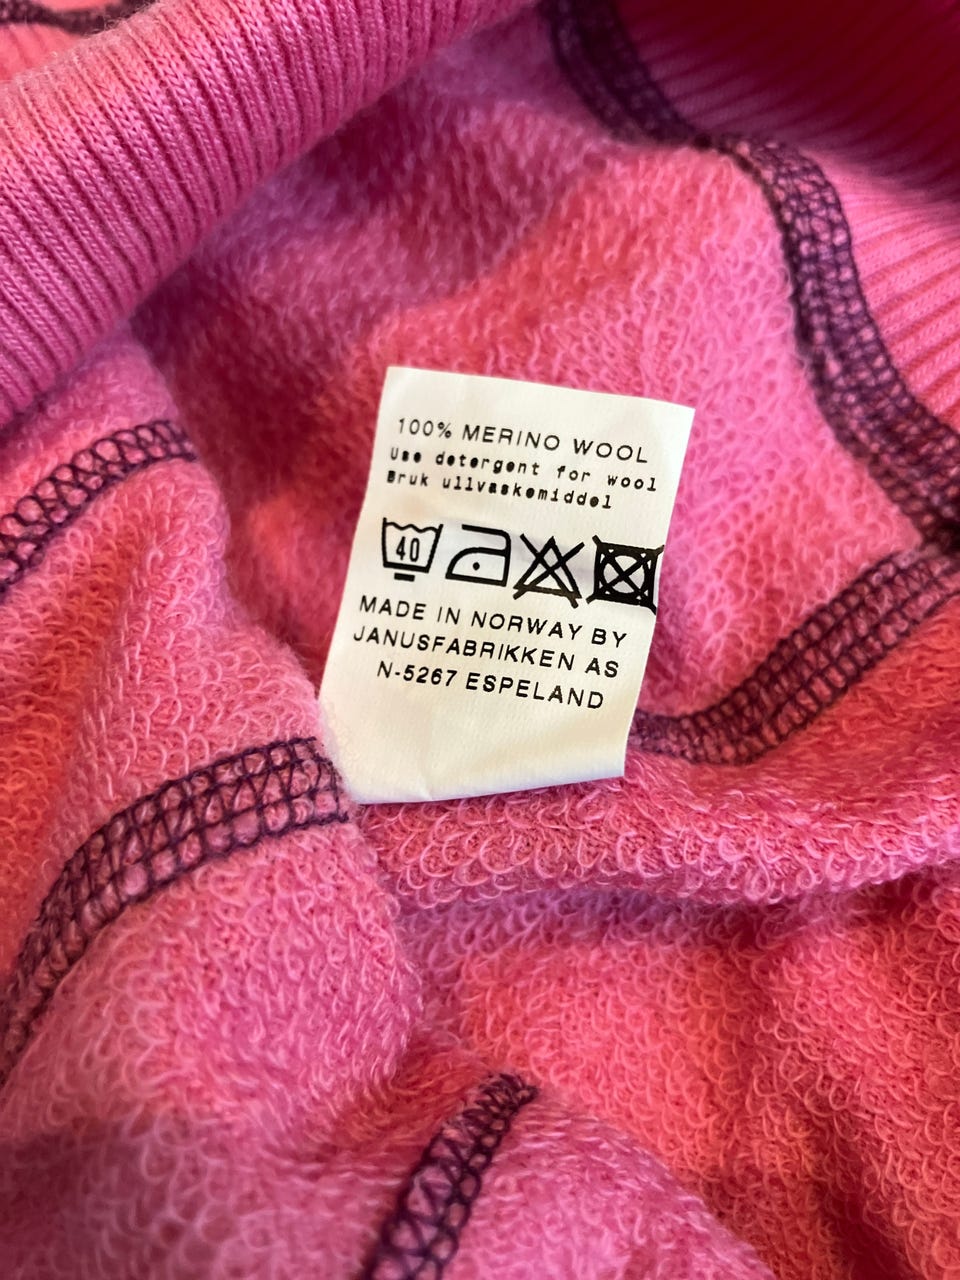 100% MERINO WOOL
Use detergent for wool
Bruk ullvaskemiddel
40
MADE IN NORWAY BY
JANUSFABRIKKEN AS
N-5267 ESPELAND